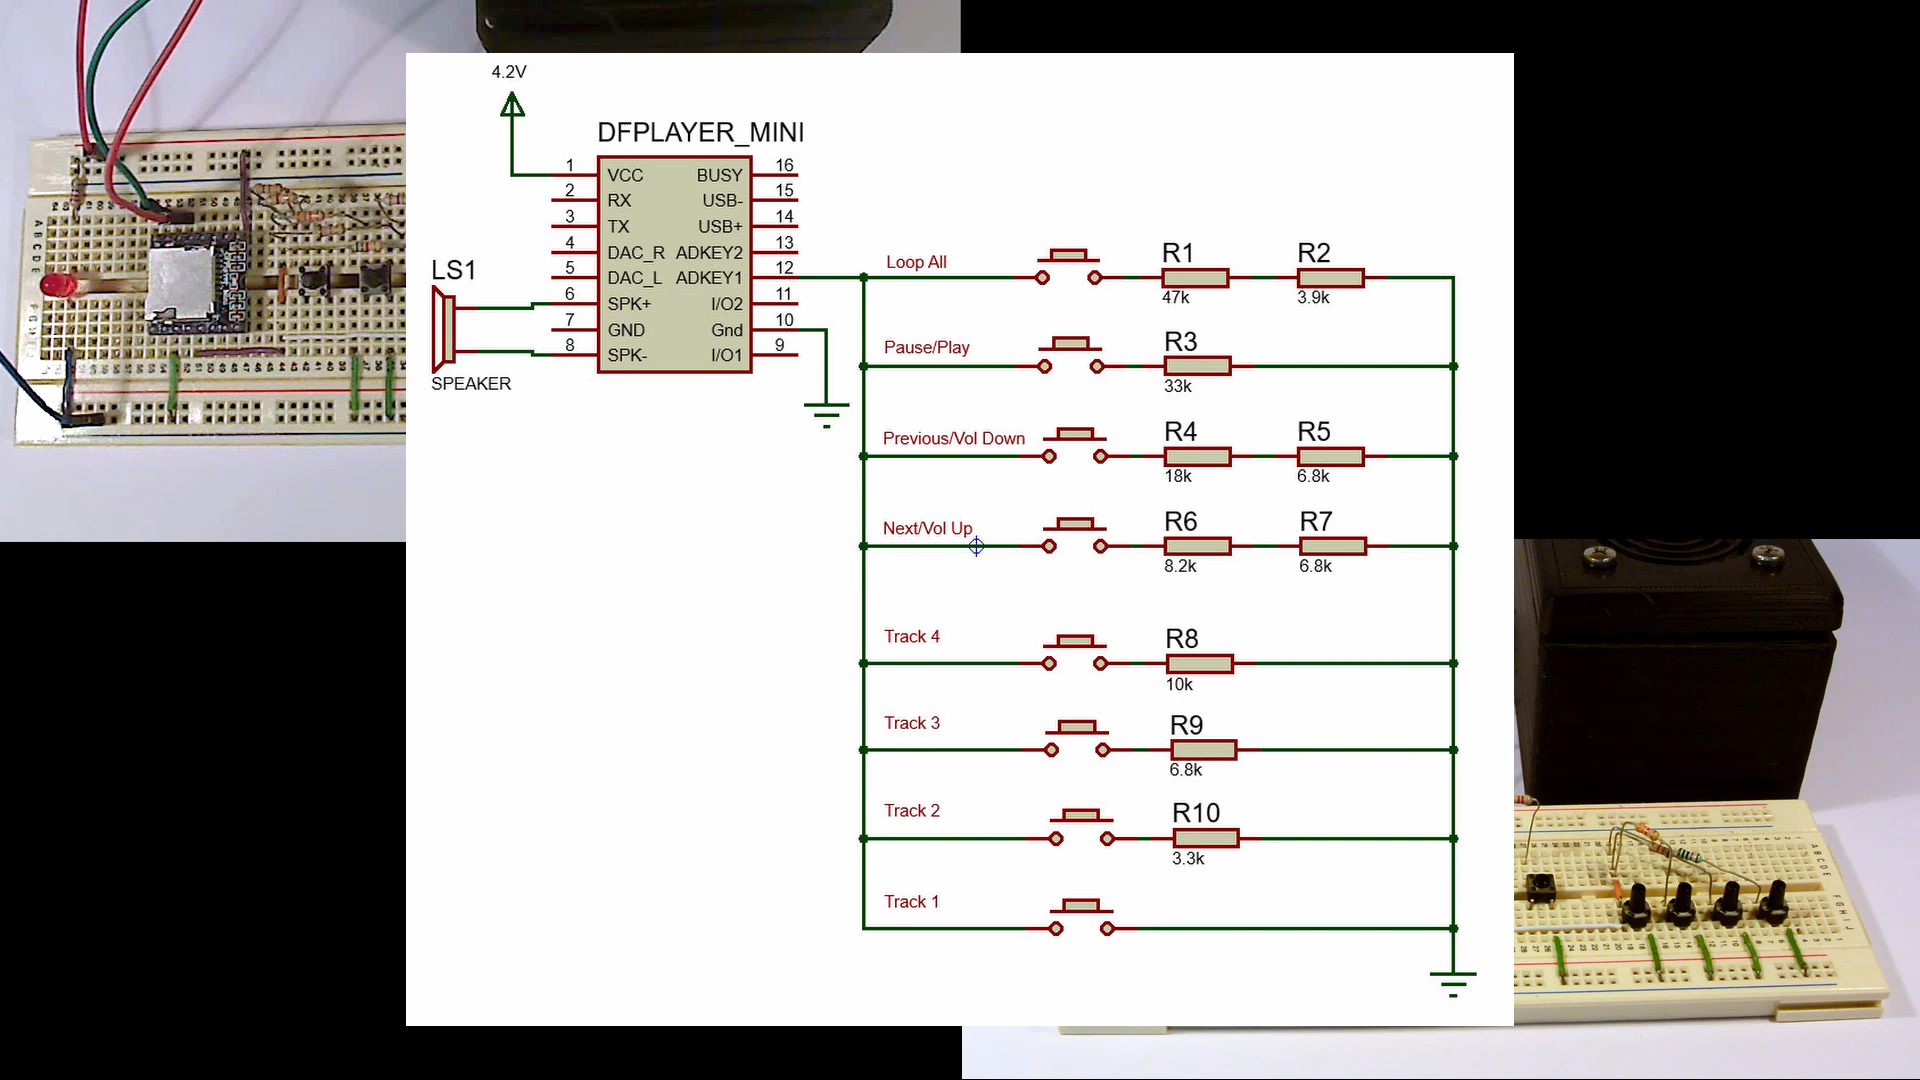 4.2V
DFPLAYER_MINI
1 VCC BUSY 16
2 RX USB- 15
3 TX USB+ 14
4 DAC_R ADKEY2 13
5 DAC_L ADKEY1 12
6 SPK+ I/O2 11
7 GND Gnd 10
8 SPK- I/O1 9
LS1
SPEAKER
Loop All
R1
47k
R2
3.9k
Pause/Play
R3
33k
Previous/Vol Down
R4
18k
R5
6.8k
Next/Vol Up
R6
8.2k
R7
6.8k
Track 4
R8
10k
Track 3
R9
6.8k
Track 2
R10
3.3k
Track 1